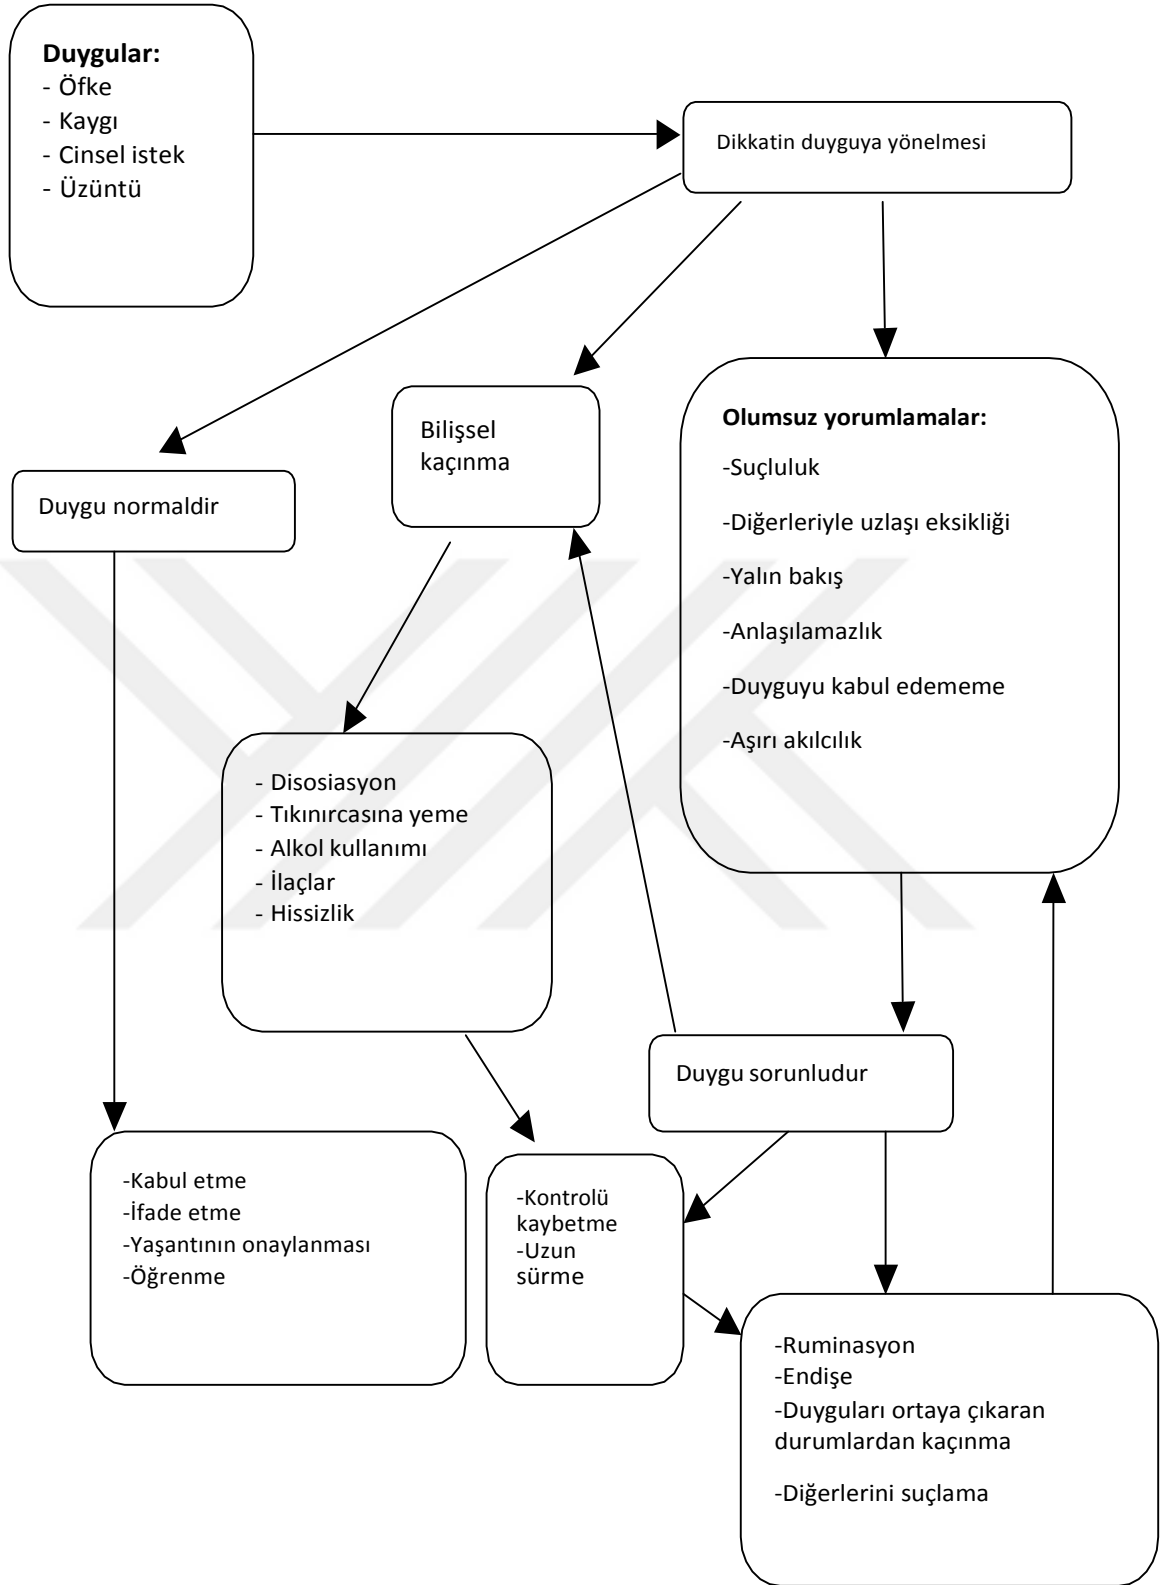 Duygular:
- Öfke
- Kaygı
- Cinsel istek
- Üzüntü
Dikkatin duyguya yönelmesi
Duygu normaldir
Bilişsel
kaçınma
Olumsuz yorumlamalar:
-Suçluluk
-Diğerleriyle uzlaşı eksikliği
-Yalın bakış
-Anlaşılamazlık
-Duyguyu kabul edememe
-Aşırı akılcılık
- Disosiasyon
- Tıkınırcasına yeme
- Alkol kullanımı
- İlaçlar
- Hissizlik
Duygu sorunludur
-Kabul etme
-İfade etme
-Yaşantının onaylanması
-Öğrenme
-Kontrolü
kaybetme
-Uzun
sürme
-Ruminasyon
-Endişe
-Duyguları ortaya çıkaran
durumlardan kaçınma
-Diğerlerini suçlama